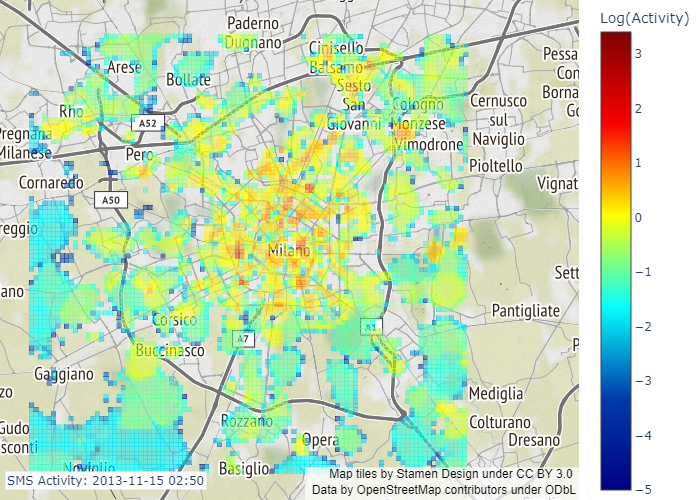 Paderno
Dugnano
Cinisello
Balsamo
Sesto
San
Giovanni
Arese
Bollate
Rho
A52
Pregnana
Milanese
Pero
Cornaredo
A50
Cologno
Monzese
Vimodrone
Cernusco
sul
Naviglio
Pioltello
Pessa
Con
Borna
Go
Vignat
reggio
ano
Milano
Sett
Pantigliate
P
Corsico
A7
A1
Buccinasco
Gaggiano
zo
Gudo
sconti
Rozzano
Opera
Mediglia
Colturano
Dresano
Noviglio
Basiglio
SMS Activity: 2013-11-15 02:50
Map tiles by Stamen Design under CC BY 3.0
Data by OpenStreetMap contributors under ODbL
Log(Activity)
3
2
1
0
−1
−2
−3
−4
−5